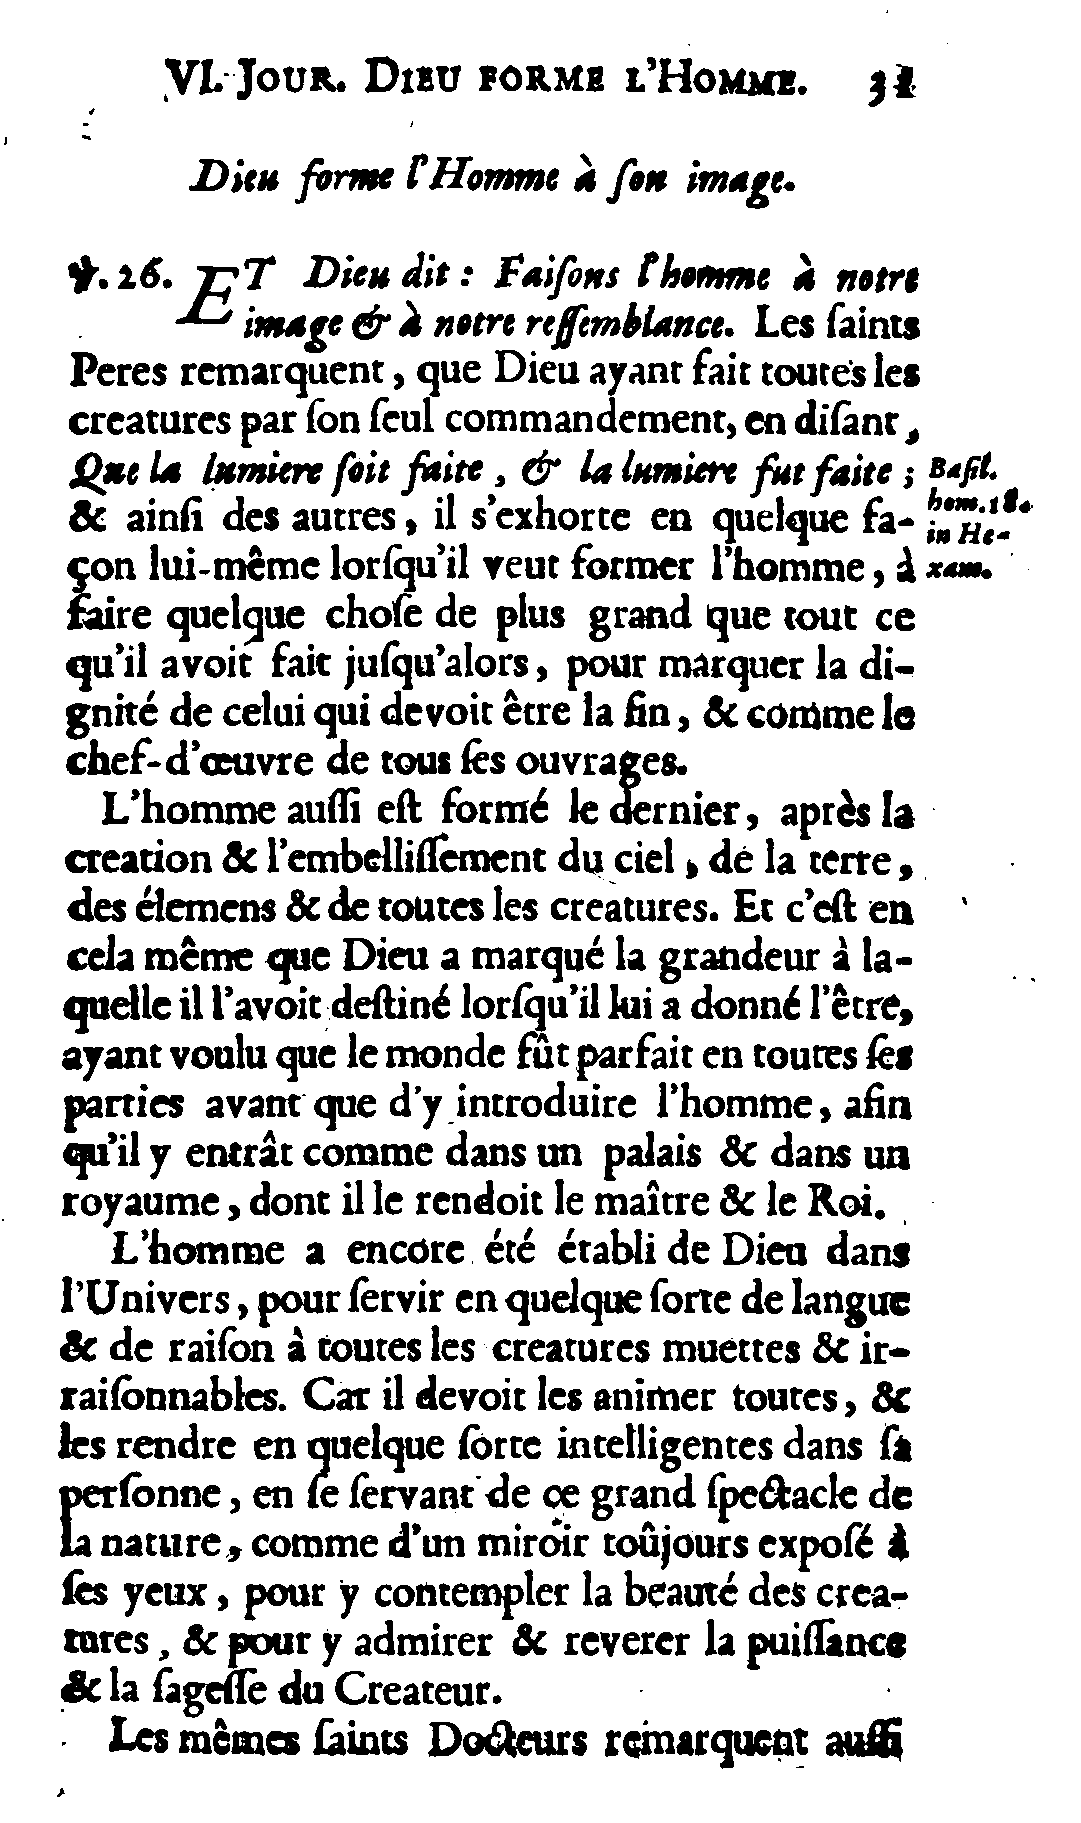 VI. JOUR. DIEU FORME L'HOMME. 31
Dieu forme l'Homme à ſon image.
℣. 26. ET Dieu dit : Faiſons l'homme à notre
image & à notre reſſemblance. Les ſaints
Peres remarquent, que Dieu ayant fait toutes les
creatures par ſon ſeul commandement, en diſant,
Que la lumiere ſoit faite, & la lumiere fut faite ;
& ainſi des autres, il s'exhorte en quelque fa-
çon lui-même lorſqu'il veut former l'homme, à
faire quelque choſe de plus grand que tout ce
qu'il avoit fait juſqu'alors, pour marquer la di-
gnité de celui qui devoit être la fin, & comme le
chef-d'œuvre de tous ſes ouvrages.
Baſil.
hom. 18.
in He-
xam.
L'homme auſſi eſt formé le dernier, après la
creation & l'embelliſſement du ciel, de la terre,
des élemens & de toutes les creatures. Et c'eſt en
cela même que Dieu a marqué la grandeur à la-
quelle il l'avoit deſtiné lorſqu'il lui a donné l'être,
ayant voulu que le monde fût parfait en toutes ſes
parties avant que d'y introduire l'homme, afin
qu'il y entrât comme dans un palais & dans un
royaume, dont il le rendoit le maître & le Roi.
L'homme a encore été établi de Dieu dans
l'Univers, pour ſervir en quelque ſorte de langue
& de raiſon à toutes les creatures muettes & ir-
raiſonnables. Car il devoit les animer toutes, &
les rendre en quelque ſorte intelligentes dans ſa
perſonne, en ſe ſervant de ce grand ſpectacle de
la nature, comme d'un miroir toûjours expoſé à
ſes yeux, pour y contempler la beauté des crea-
tures, & pour y admirer & reverer la puiſſance
& la ſageſſe du Createur.
Les mêmes ſaints Docteurs remarquent auſſi